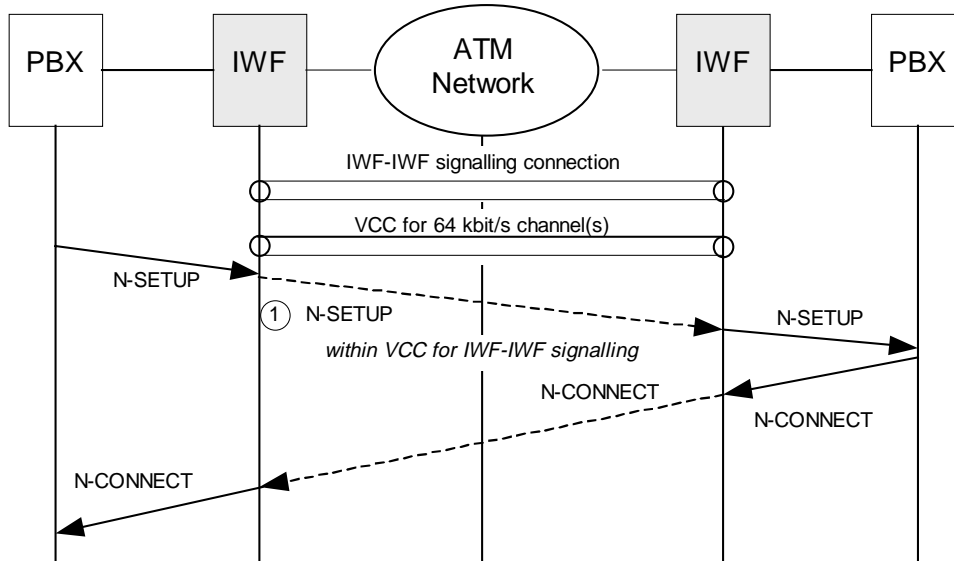 PBX
IWF
ATM
Network
IWF
PBX
IWF-IWF signalling connection
VCC for 64 kbit/s channel(s)
N-SETUP
1 N-SETUP
N-SETUP
within VCC for IWF-IWF signalling
N-CONNECT
N-CONNECT
N-CONNECT